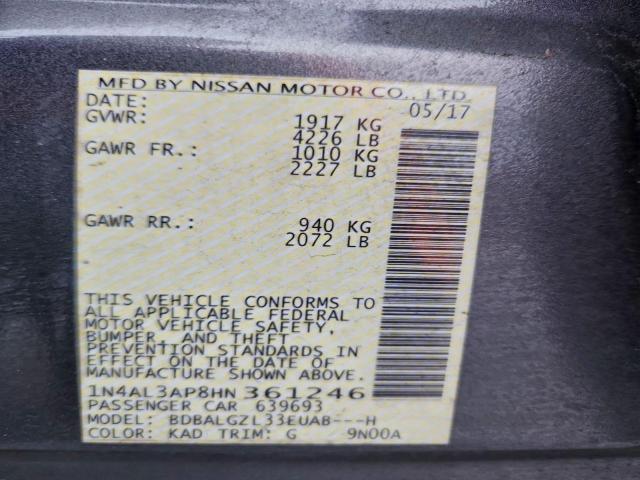 MFD BY NISSAN MOTOR CO., LTD
DATE: 05/17
GVWR: 1917 KG
4226 LB
GAWR FR.: 1010 KG
2227 LB
GAWR RR.: 940 KG
2072 LB
THIS VEHICLE CONFORMS TO
ALL APPLICABLE FEDERAL
MOTOR VEHICLE SAFETY,
BUMPER, AND THEFT
PREVENTION STANDARDS IN
EFFECT ON THE DATE OF
MANUFACTURE SHOWN ABOVE.
1N4AL3AP8HN 361246
PASSENGER CAR 639693
MODEL: BDBALGZL33EUAB---H
COLOR: KAD TRIM: G 9N00A